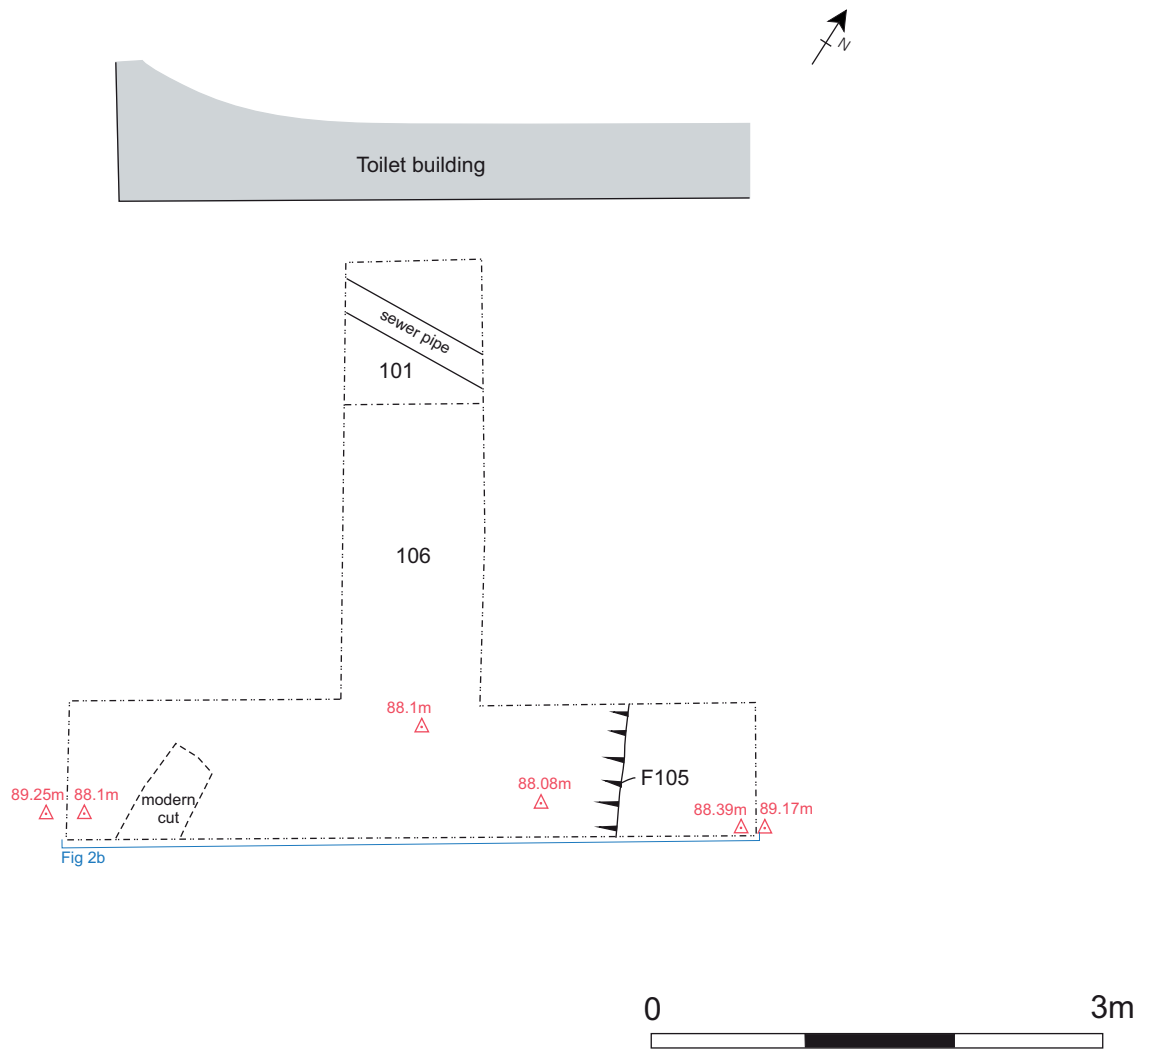 N
Toilet building
sewer pipe
101
106
88.1m
89.25m
88.1m
modern
cut
88.08m
F105
88.39m
89.17m
Fig 2b
0
3m